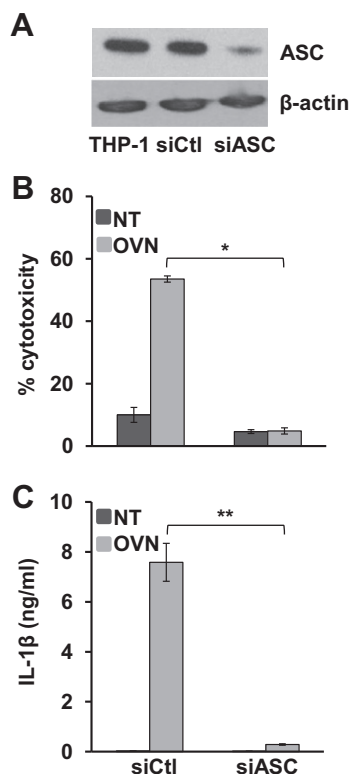 A
ASC
β-actin
THP-1 siCtl siASC
B
NT
OVN
*
80
60
40
20
0
% cytotoxicity
C
NT
OVN
**
10
8
6
4
2
0
IL-1β (ng/ml)
siCtl siASC